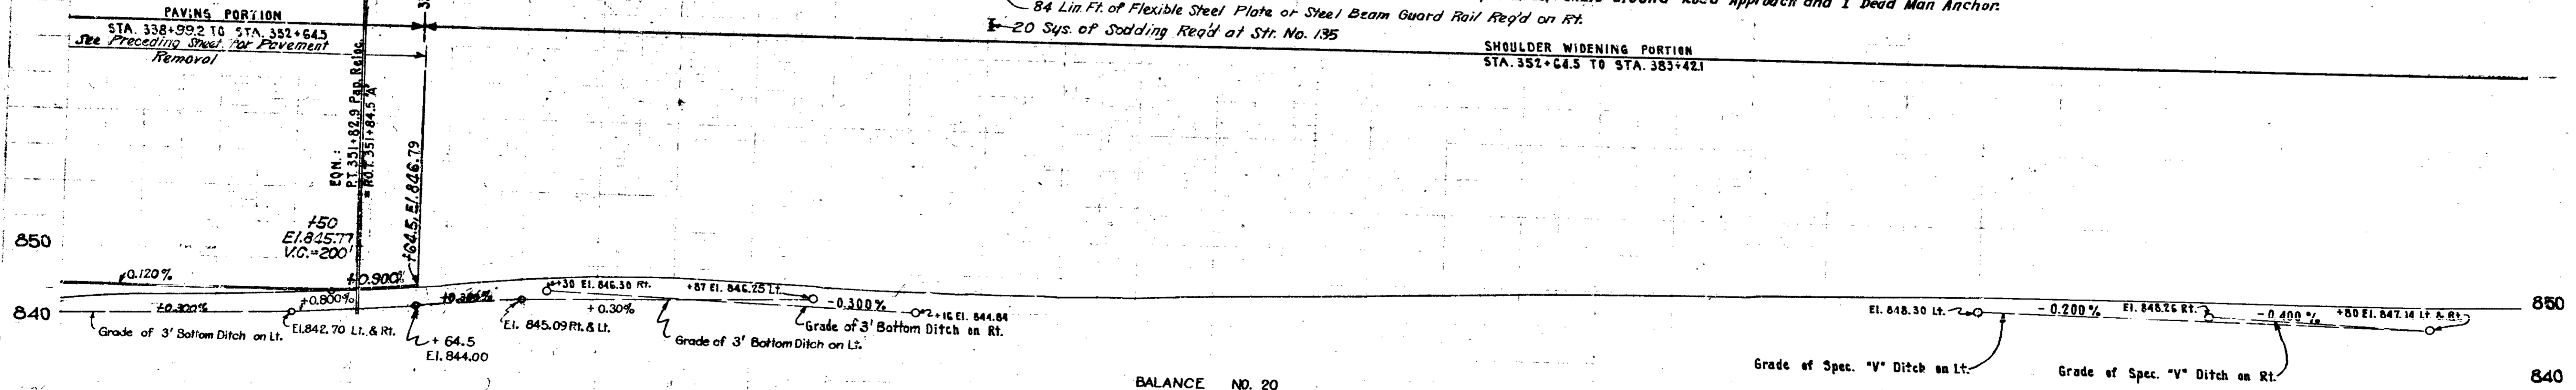 Approach and 1 Dead Man Anchor.
84 Lin. Ft. of Flexible Steel Plate or Steel Beam Guard Rail Req'd on Rt.
20 Sys. of Sodding Req'd at Str. No. 135
PAVING PORTION
STA. 338+99.2 TO STA. 352+64.5
See Preceding Sheet for Pavement
Removal
SHOULDER WIDENING PORTION
STA. 352+64.5 TO STA. 383+42.1
EQN.:
P.T. 351+82.9 Pap. Reloc.
= P.O.T. 351+84.5 "A"
+64.5, El. 846.79
+50
El. 845.77
V.C.=200'
850
+0.120%
+0.900%
+0.300%
+0.800%
+30 El. 846.30 Rt.
+87 El. 846.25 Lt.
-0.300%
840
Grade of 3' Bottom Ditch on Lt.
El. 842.70 Lt. & Rt.
+ 64.5
El. 844.00
El. 845.09 Rt. & Lt.
+ 0.30%
Grade of 3' Bottom Ditch on Lt.
Grade of 3' Bottom Ditch on Rt.
+16 El. 844.84
El. 848.30 Lt.
-0.200%
El. 848.26 Rt.
-0.400 %
+80 El. 847.14 Lt. & Rt.
850
Grade of Spec. "V" Ditch on Lt.
Grade of Spec. "V" Ditch on Rt.
840
BALANCE NO. 20